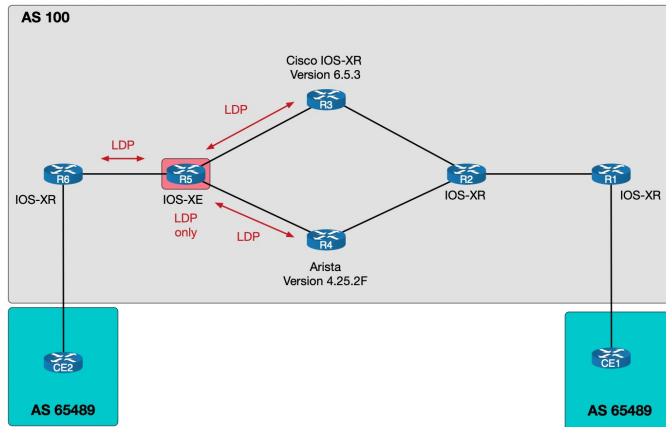 AS 100
Cisco IOS-XR
Version 6.5.3
LDP
R3
LDP
R6
R5
R2
R1
IOS-XR
IOS-XE
IOS-XR
IOS-XR
LDP
only
LDP
R4
Arista
Version 4.25.2F
CE2
CE1
AS 65489
AS 65489